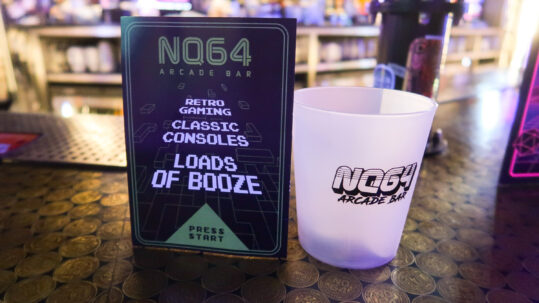 NQ64
ARCADE BAR
RETRO
GAMING
CLASSIC
CONSOLES
LOADS
OF BOOZE
PRESS
START
NQ64
ARCADE BAR